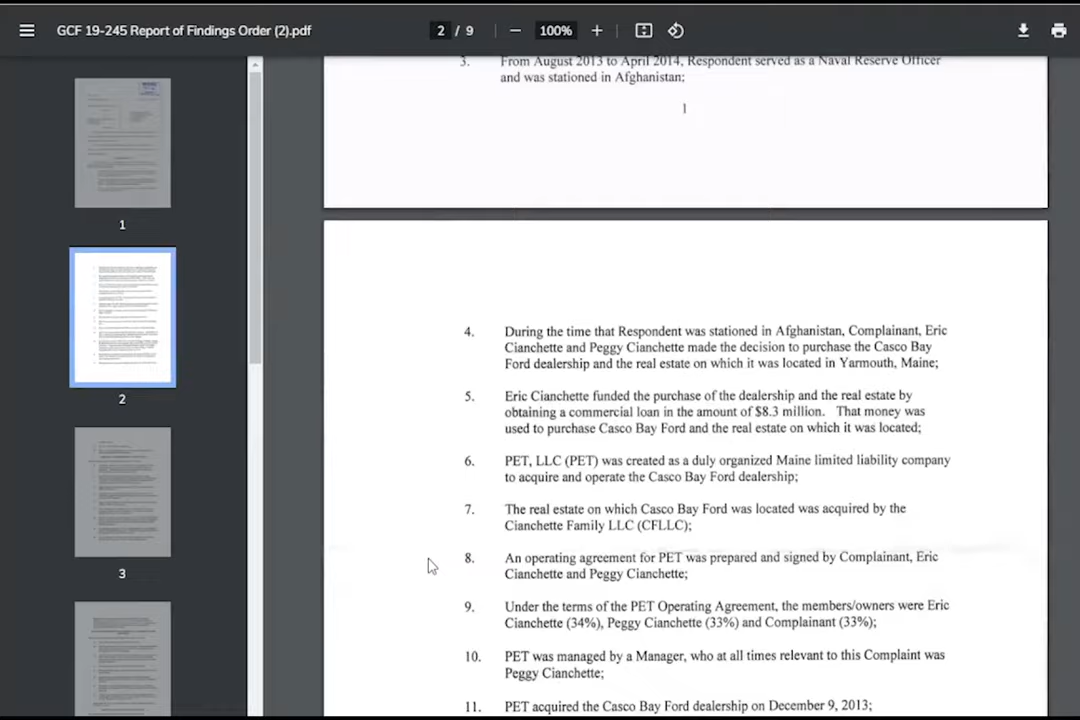 GCF 19-245 Report of Findings Order (2).pdf
2 / 9
100%
1
2
3
3. From August 2013 to April 2014, Respondent served as a Naval Reserve Officer
and was stationed in Afghanistan;
1
4. During the time that Respondent was stationed in Afghanistan, Complainant, Eric
Cianchette and Peggy Cianchette made the decision to purchase the Casco Bay
Ford dealership and the real estate on which it was located in Yarmouth, Maine;
5. Eric Cianchette funded the purchase of the dealership and the real estate by
obtaining a commercial loan in the amount of $8.3 million. That money was
used to purchase Casco Bay Ford and the real estate on which it was located;
6. PET, LLC (PET) was created as a duly organized Maine limited liability company
to acquire and operate the Casco Bay Ford dealership;
7. The real estate on which Casco Bay Ford was located was acquired by the
Cianchette Family LLC (CFLLC);
8. An operating agreement for PET was prepared and signed by Complainant, Eric
Cianchette and Peggy Cianchette;
9. Under the terms of the PET Operating Agreement, the members/owners were Eric
Cianchette (34%), Peggy Cianchette (33%) and Complainant (33%);
10. PET was managed by a Manager, who at all times relevant to this Complaint was
Peggy Cianchette;
11. PET acquired the Casco Bay Ford dealership on December 9, 2013;